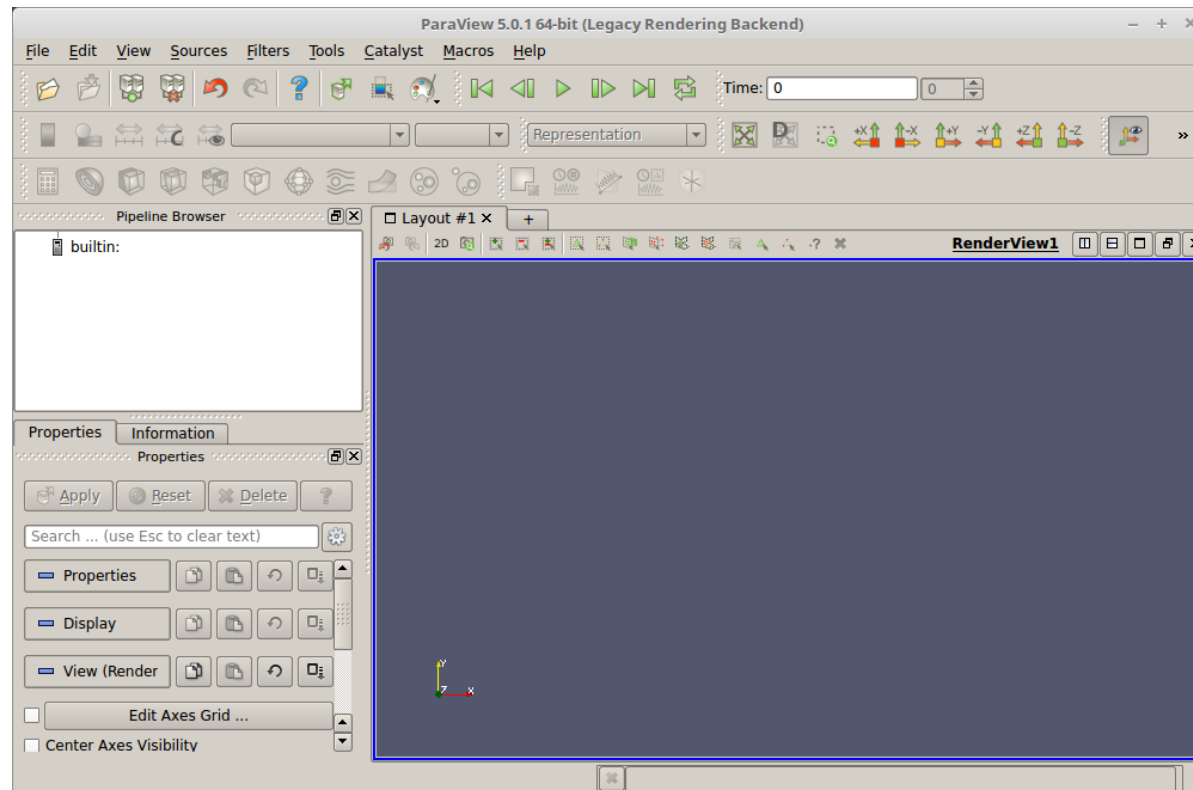 ParaView 5.0.1 64-bit (Legacy Rendering Backend)
File Edit View Sources Filters Tools Catalyst Macros Help
Time: 0 0
Representation +X -X +Y -Y +Z -Z »
Pipeline Browser Layout #1 +
builtin: 2D RenderView1
Properties Information
Properties
Apply Reset Delete ?
Search ... (use Esc to clear text)
Properties
Display
View (Render
Edit Axes Grid ...
Center Axes Visibility
Y
Z X